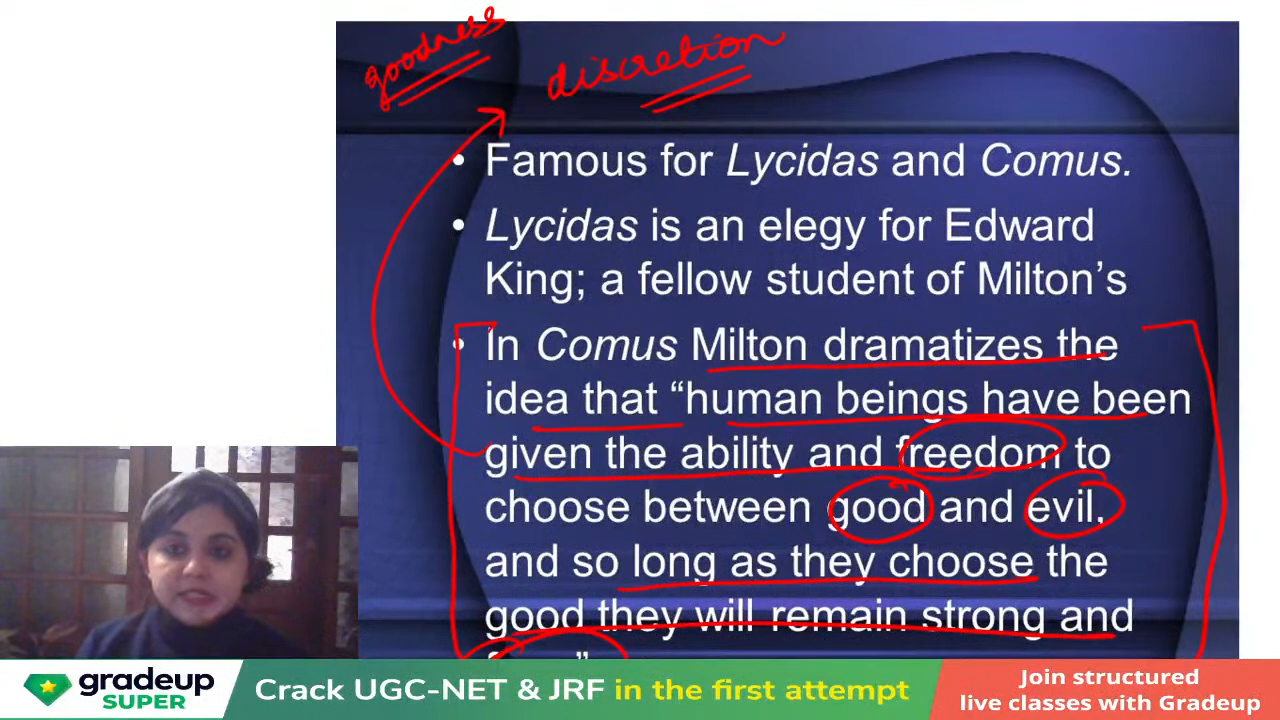 goodness
discretion
• Famous for Lycidas and Comus.
• Lycidas is an elegy for Edward
King; a fellow student of Milton's
• In Comus Milton dramatizes the
idea that “human beings have been
given the ability and freedom to
choose between good and evil,
and so long as they choose the
good they will remain strong and
gradeup
SUPER
Crack UGC-NET & JRF in the first attempt
Join structured
live classes with Gradeup